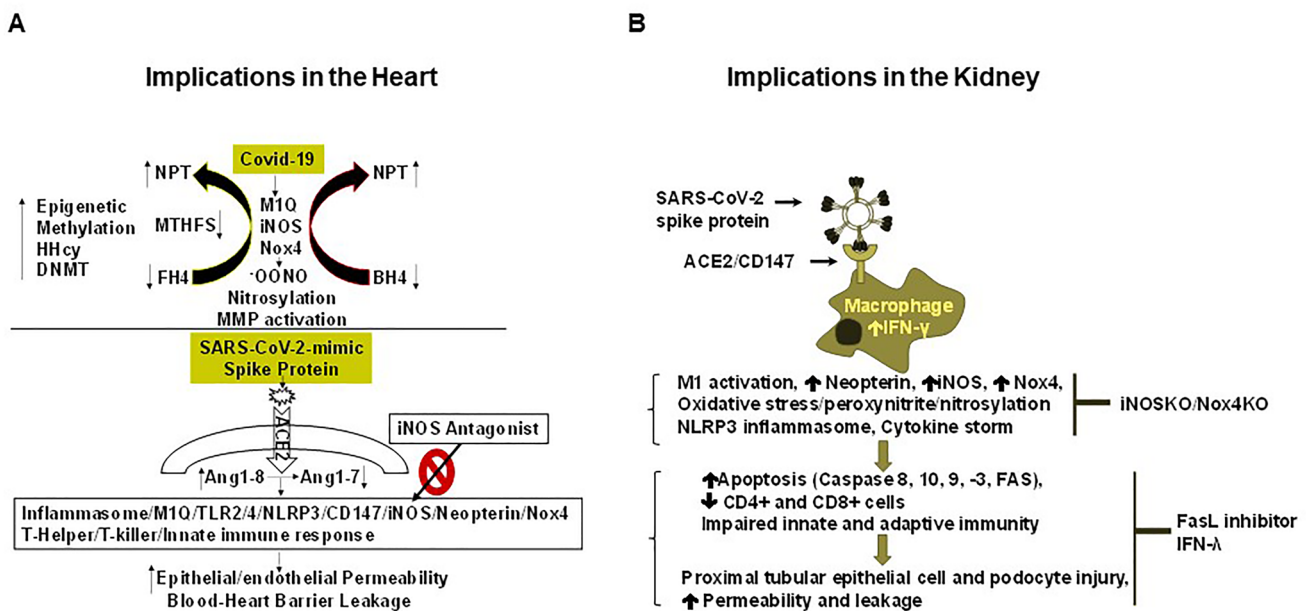 A
Implications in the Heart
Covid-19
↑NPT
NPT↑
↑Epigenetic
Methylation
HHcy
DNMT
MTHFS↓
M1Q
iNOS
Nox4
↓FH4
-OONO
BH4↓
Nitrosylation
MMP activation
SARS-CoV-2-mimic
Spike Protein
ACE2
iNOS Antagonist
↑Ang1-8 → Ang1-7↓
Inflammasome/M1Q/TLR2/4/NLRP3/CD147/iNOS/Neopterin/Nox4
T-Helper/T-killer/Innate immune response
↑Epithelial/endothelial Permeability
Blood-Heart Barrier Leakage
B
Implications in the Kidney
SARS-CoV-2
spike protein
ACE2/CD147
Macrophage
↑IFN-γ
M1 activation, ↑ Neopterin, ↑iNOS, ↑ Nox4,
Oxidative stress/peroxynitrite/nitrosylation
NLRP3 inflammasome, Cytokine storm
iNOSKO/Nox4KO
↑Apoptosis (Caspase 8, 10, 9, -3, FAS),
↓ CD4+ and CD8+ cells
Impaired innate and adaptive immunity
FasL inhibitor
IFN-λ
Proximal tubular epithelial cell and podocyte injury,
↑ Permeability and leakage